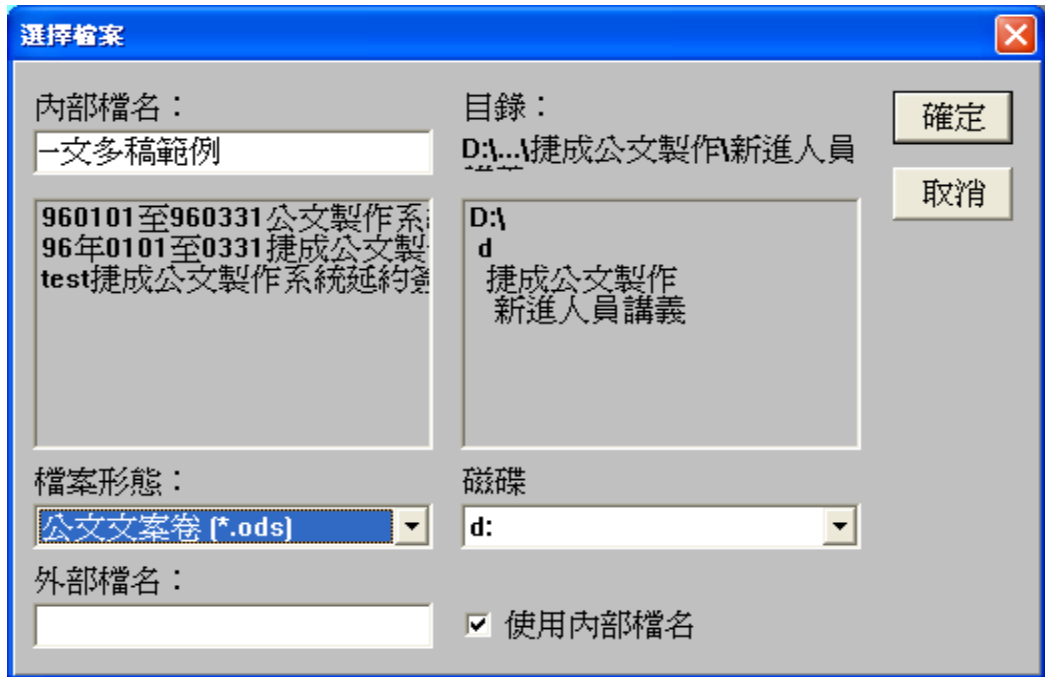 選擇檔案
內部檔名：
一文多稿範例
960101至960331公文製作系
96年0101至0331捷成公文製
test捷成公文製作系統延約簽
檔案形態：
公文文案卷 (*.ods)
外部檔名：
目錄：
D:\...\捷成公文製作\新進人員
D:\
d
捷成公文製作
新進人員講義
磁碟
d:
使用內部檔名
確定
取消